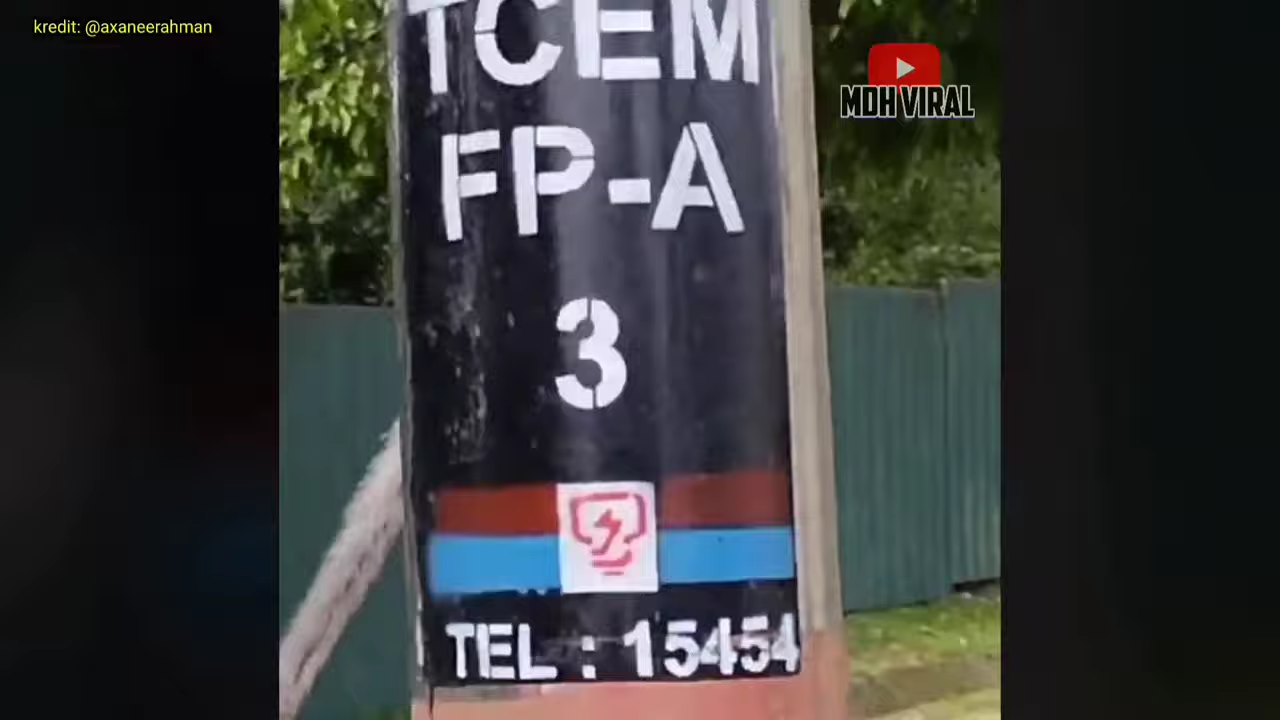 kredit: @axaneerahman
MDH VIRAL
TCEM
FP-A
3
TEL : 15454